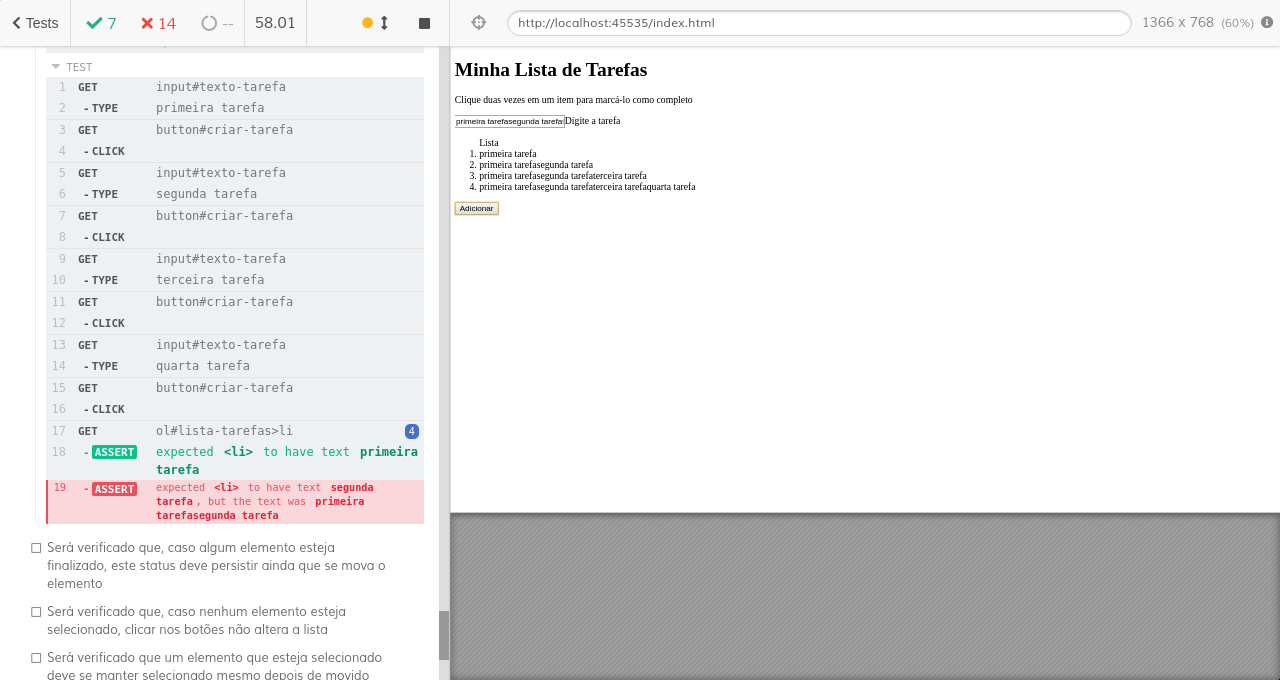 Tests 7 14 -- 58.01
http://localhost:45535/index.html 1366 x 768 (60%)
TEST
1 GET input#texto-tarefa
2 - TYPE primeira tarefa
3 GET button#criar-tarefa
4 - CLICK
5 GET input#texto-tarefa
6 - TYPE segunda tarefa
7 GET button#criar-tarefa
8 - CLICK
9 GET input#texto-tarefa
10 - TYPE terceira tarefa
11 GET button#criar-tarefa
12 - CLICK
13 GET input#texto-tarefa
14 - TYPE quarta tarefa
15 GET button#criar-tarefa
16 - CLICK
17 GET ol#lista-tarefas>li 4
18 - ASSERT expected <li> to have text primeira
tarefa
19 - ASSERT expected <li> to have text segunda
tarefa , but the text was primeira
tarefasegunda tarefa
Será verificado que, caso algum elemento esteja
finalizado, este status deve persistir ainda que se mova o
elemento
Será verificado que, caso nenhum elemento esteja
selecionado, clicar nos botões não altera a lista
Será verificado que um elemento que esteja selecionado
deve se manter selecionado mesmo depois de movido
Minha Lista de Tarefas
Clique duas vezes em um item para marcá-lo como completo
primeira tarefasegunda tarefa Digite a tarefa
Lista
1. primeira tarefa
2. primeira tarefasegunda tarefa
3. primeira tarefasegunda tarefaterceira tarefa
4. primeira tarefasegunda tarefaterceira tarefaquarta tarefa
Adicionar